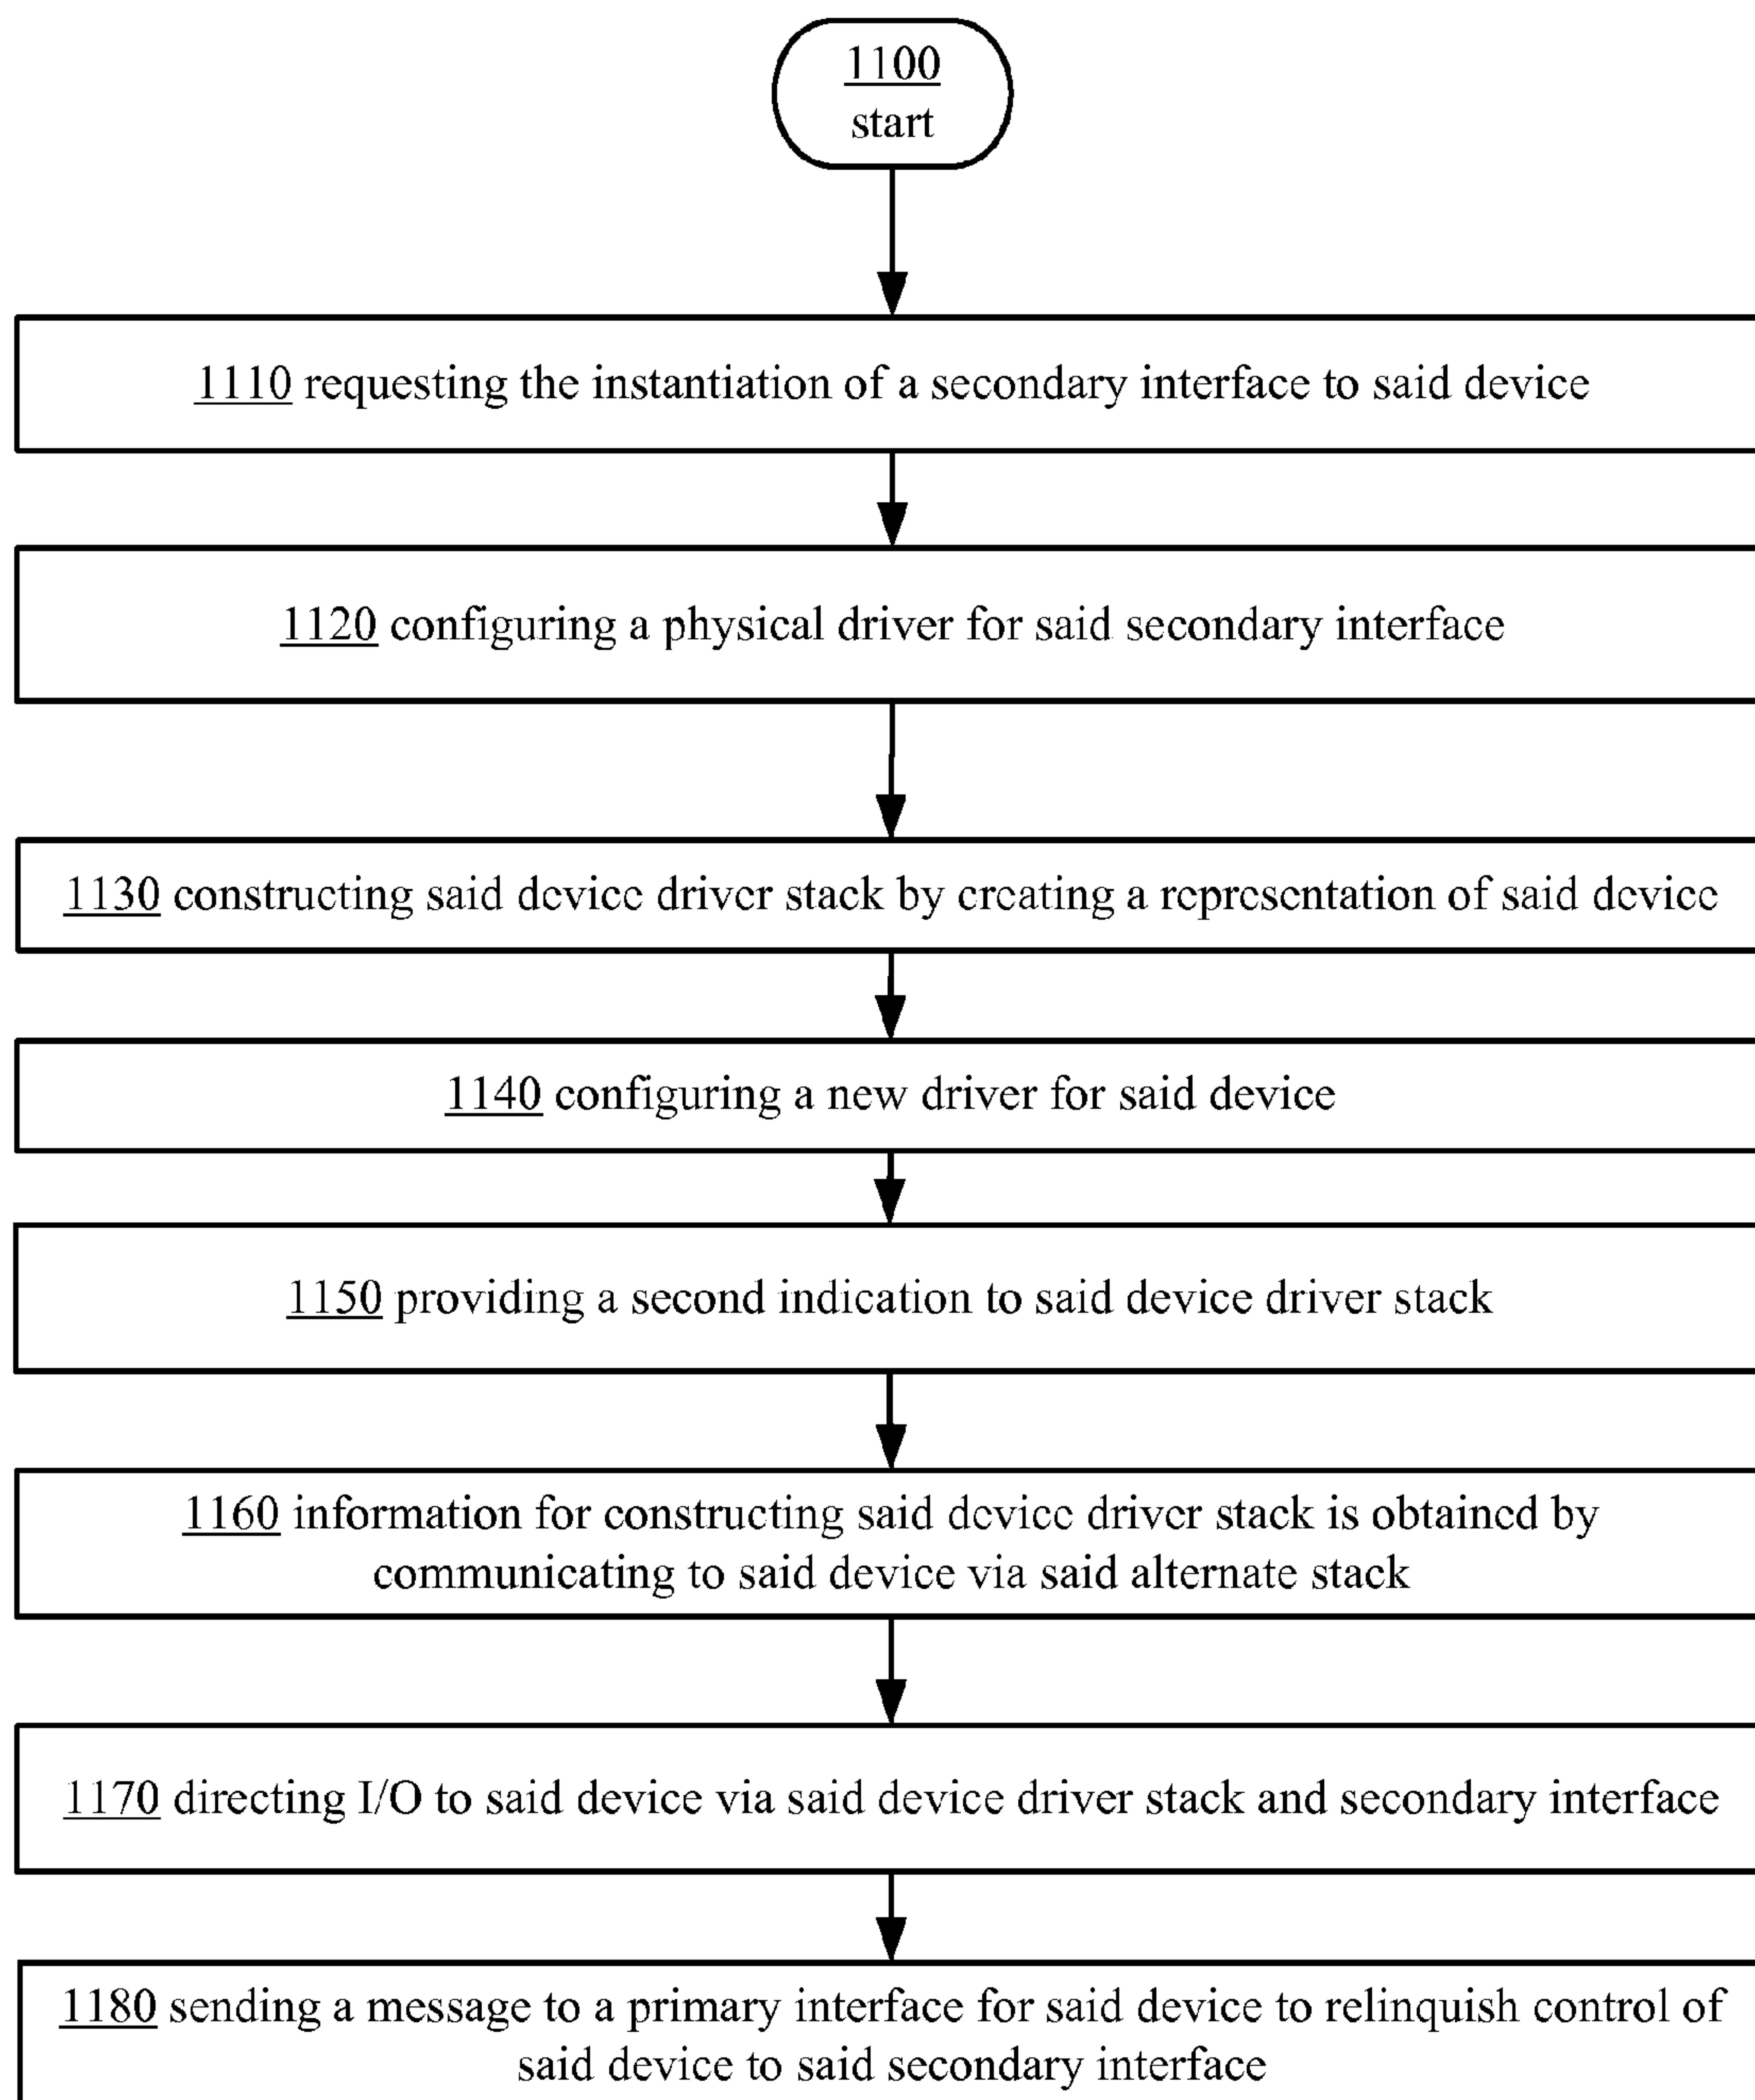 1100
start
1110 requesting the instantiation of a secondary interface to said device
1120 configuring a physical driver for said secondary interface
1130 constructing said device driver stack by creating a representation of said device
1140 configuring a new driver for said device
1150 providing a second indication to said device driver stack
1160 information for constructing said device driver stack is obtained by
communicating to said device via said alternate stack
1170 directing I/O to said device via said device driver stack and secondary interface
1180 sending a message to a primary interface for said device to relinquish control of
said device to said secondary interface